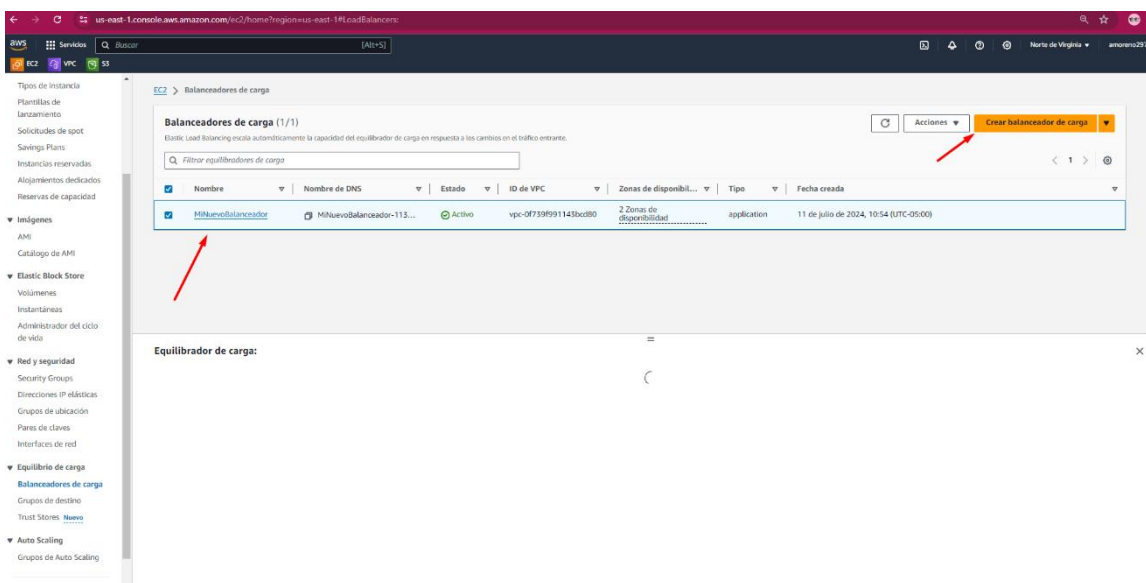 us-east-1.console.aws.amazon.com/ec2/home?region=us-east-1#LoadBalancers:
aws Servicios Buscar [Alt+S] Norte de Virginia amoreno297
EC2 VPC S3
Tipos de instancia
Plantillas de
lanzamiento
Solicitudes de spot
Savings Plans
Instancias reservadas
Alojamientos dedicados
Reservas de capacidad
Imágenes
AMI
Catálogo de AMI
Elastic Block Store
Volúmenes
Instantáneas
Administrador del ciclo
de vida
Red y seguridad
Security Groups
Direcciones IP elásticas
Grupos de ubicación
Pares de claves
Interfaces de red
Equilibrio de carga
Balanceadores de carga
Grupos de destino
Trust Stores Nuevo
Auto Scaling
Grupos de Auto Scaling
EC2 > Balanceadores de carga
Balanceadores de carga (1/1)
Acciones Crear balanceador de carga
Elastic Load Balancing escala automáticamente la capacidad del equilibrador de carga en respuesta a los cambios en el tráfico entrante.
Filtrar equilibradores de carga
1
Nombre Nombre de DNS Estado ID de VPC Zonas de disponibil... Tipo Fecha creada
MiNuevoBalanceador MiNuevoBalanceador-113... Activo vpc-0f739f991143bcd80 2 Zonas de disponibilidad application 11 de julio de 2024, 10:54 (UTC-05:00)
Equilibrador de carga: